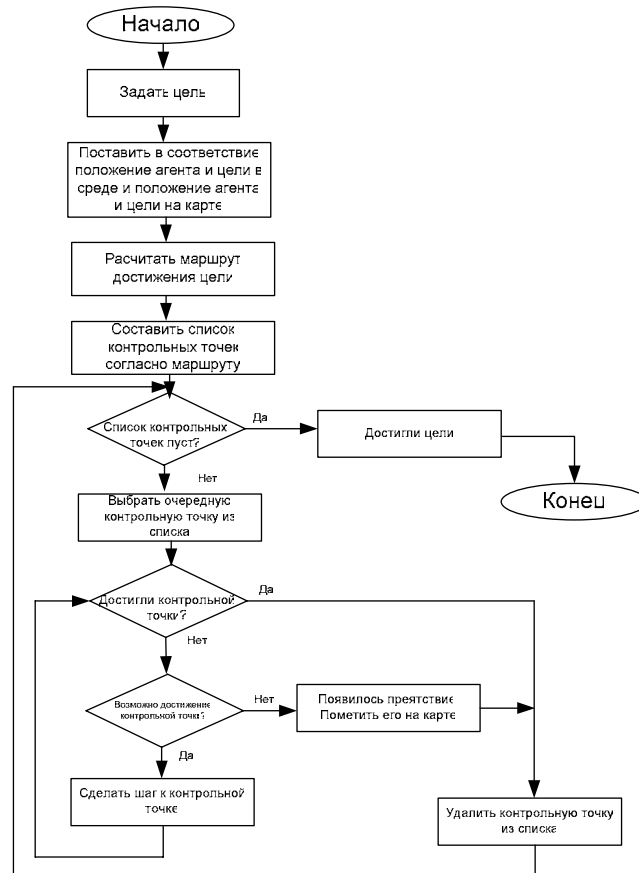 Начало
Задать цель
Поставить в соответствие
положение агента и цели в
среде и положение агента
и цели на карте
Расчитать маршрут
достижения цели
Составить список
контрольных точек
согласно маршруту
Список контрольных
точек пуст?
Да
Достигли цели
Конец
Нет
Выбрать очередную
контрольную точку из
списка
Достигли контрольной
точки?
Да
Нет
Возможно достижение
контрольной точки?
Нет
Появилось преятствие
Пометить его на карте
Да
Сделать шаг к контрольной
точке
Удалить контрольную точку
из списка